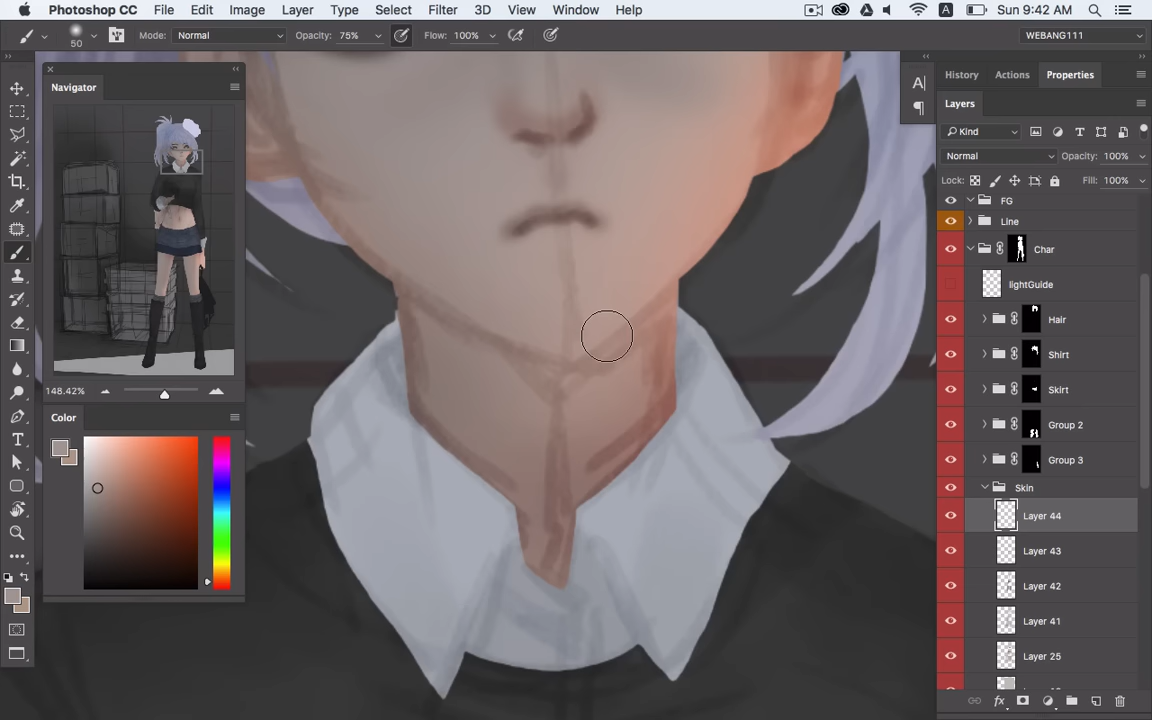 Photoshop CC File Edit Image Layer Type Select Filter 3D View Window Help A Sun 9:42 AM
50 Mode: Normal Opacity: 75% Flow: 100% WEBANG111
Navigator
148.42%
Color
History Actions Properties
Layers
Kind
Normal Opacity: 100%
Lock: Fill: 100%
FG
LIne
Char
lightGuide
Hair
Shirt
Skirt
Group 2
Group 3
Skin
Layer 44
Layer 43
Layer 42
Layer 41
Layer 25